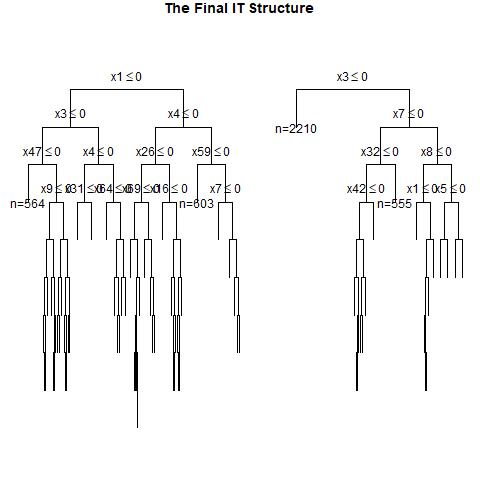 The Final IT Structure
x1 ≤ 0
x3 ≤ 0
x3 ≤ 0
x4 ≤ 0
x7 ≤ 0
n=2210
x47 ≤ 0
x4 ≤ 0
x26 ≤ 0
x59 ≤ 0
x32 ≤ 0
x8 ≤ 0
x9 ≤ 0
x31 ≤ 0
x64 ≤ 0
x69 ≤ 0
x16 ≤ 0
x7 ≤ 0
x42 ≤ 0
x1 ≤ 0
x5 ≤ 0
n=564
n=603
n=555